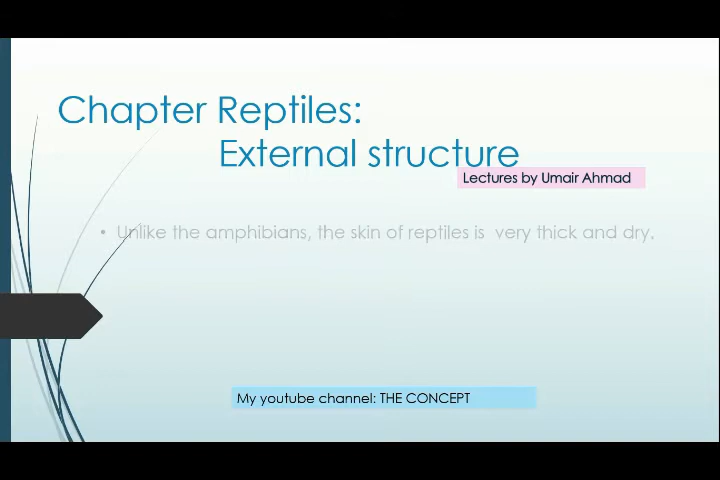 Chapter Reptiles:
External structure
Lectures by Umair Ahmad
• Unlike the amphibians, the skin of reptiles is very thick and dry.
My youtube channel: THE CONCEPT